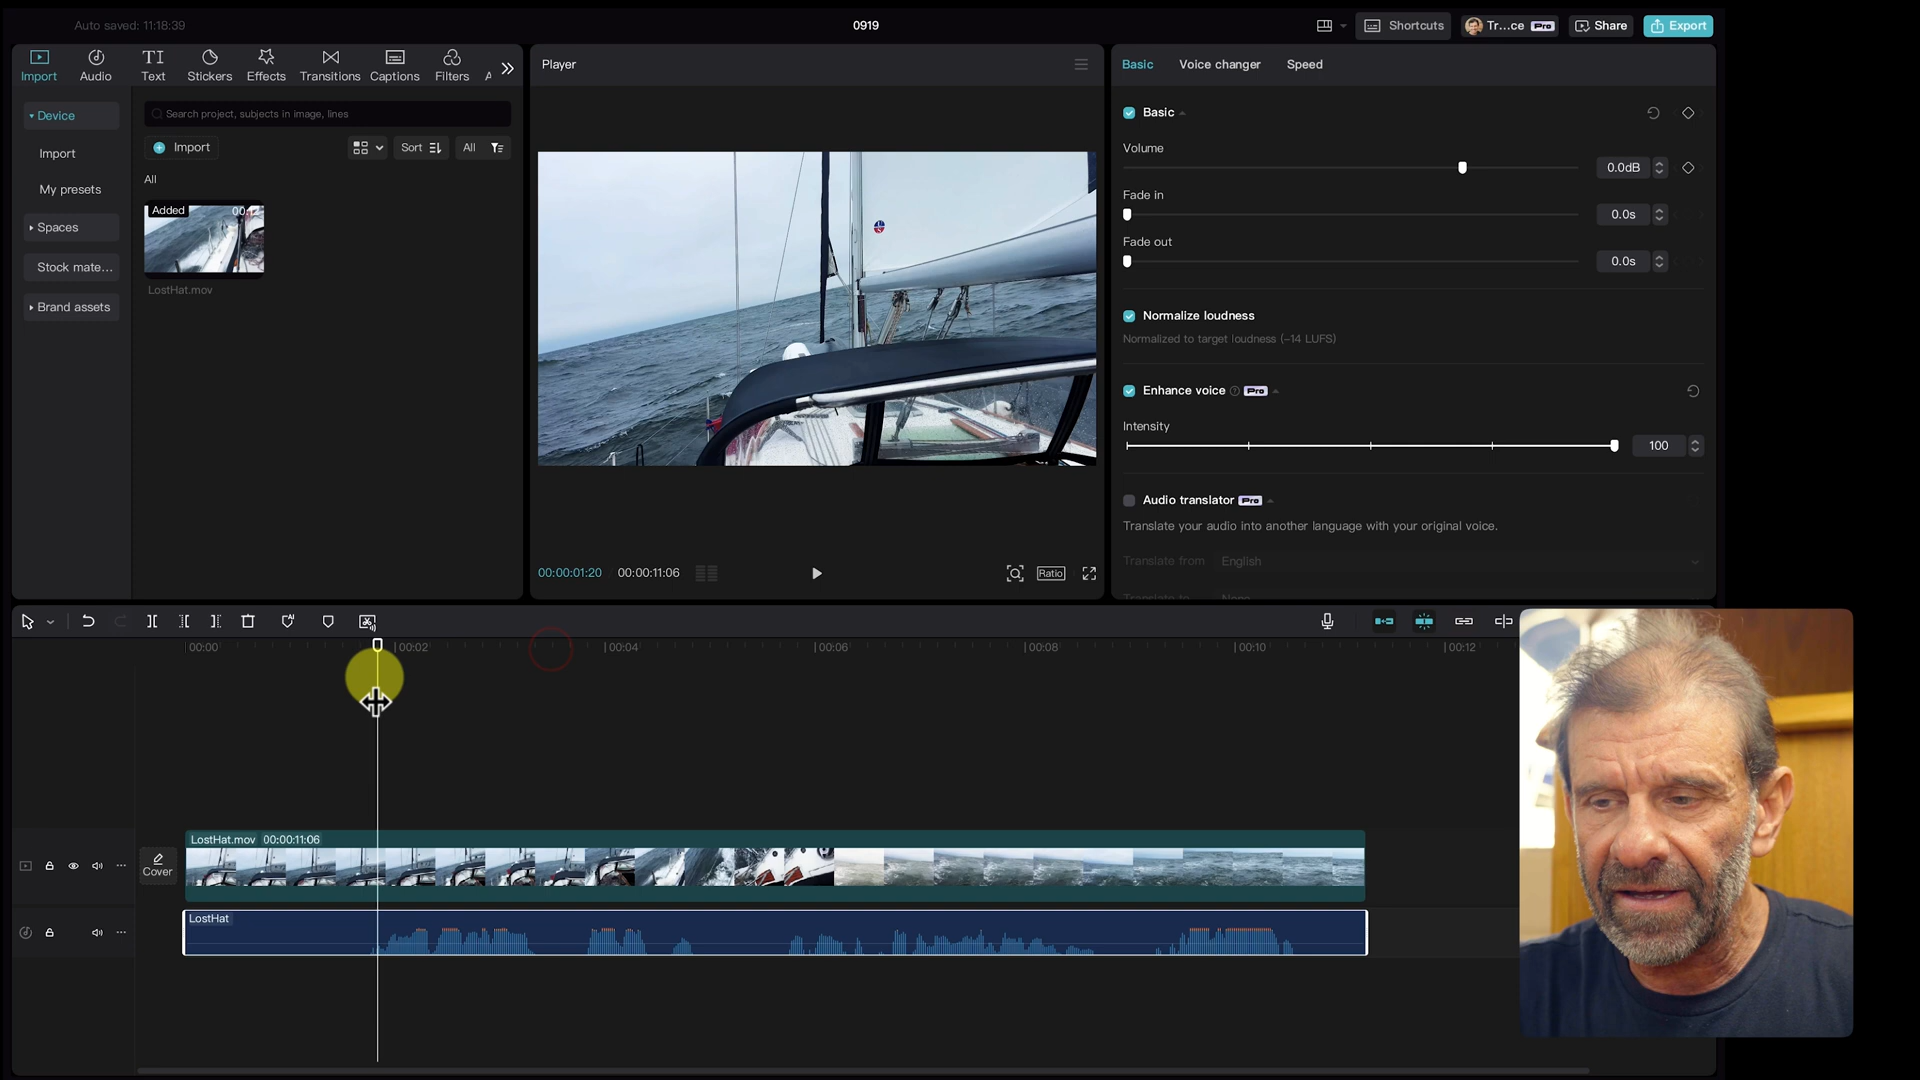 Auto saved: 11:18:39
0919
Shortcuts
Tr...ce Pro
Share
Export
Import
Audio
TI
Text
Stickers
Effects
Transitions
Captions
Filters
Player
Basic
Voice changer
Speed
Device
Import
My presets
Spaces
Stock mate...
Brand assets
Search project, subjects in image, lines
Import
Sort
All
All
Added
LostHat.mov
00:00:01:20
00:00:11:06
Ratio
Basic
Volume
0.0dB
Fade in
0.0s
Fade out
0.0s
Normalize loudness
Normalized to target loudness (-14 LUFS)
Enhance voice Pro
Intensity
100
Audio translator Pro
Translate your audio into another language with your original voice.
Translate from English
00:00
00:02
00:04
00:06
00:08
00:10
00:12
Cover
LostHat.mov 00:00:11:06
LostHat